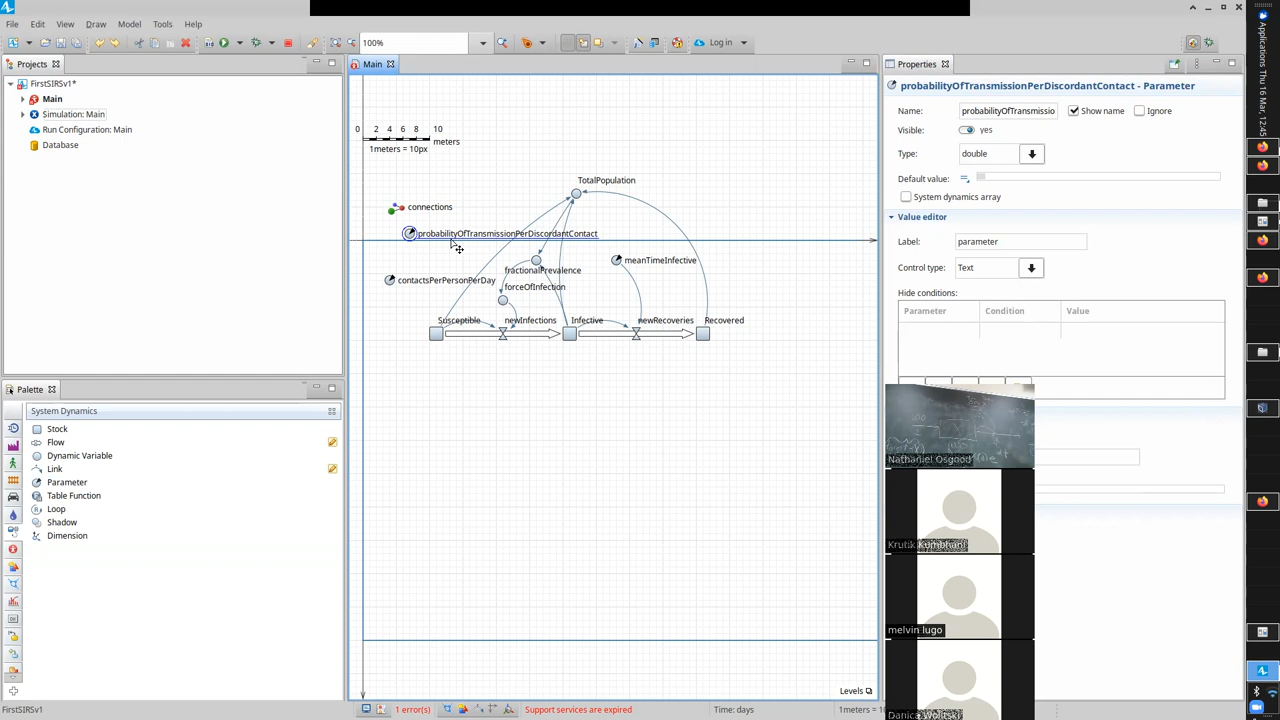 File Edit View Draw Model Tools Help
100%
Log in
Projects
FirstSIRSv1*
Main
Simulation: Main
Run Configuration: Main
Database
Palette
System Dynamics
Stock
Flow
Dynamic Variable
Link
Parameter
Table Function
Loop
Shadow
Dimension
Main
0 2 4 6 8 10
meters
1meters = 10px
TotalPopulation
connections
probabilityOfTransmissionPerDiscordantContact
fractionalPrevalence
meanTimeInfective
contactsPerPersonPerDay
forceOfInfection
Susceptible
newInfections
Infective
newRecoveries
Recovered
Levels
Properties
probabilityOfTransmissionPerDiscordantContact - Parameter
Name: probabilityOfTransmissio Show name Ignore
Visible: yes
Type: double
Default value:
System dynamics array
Value editor
Label: parameter
Control type: Text
Hide conditions:
Parameter Condition Value
Nathaniel Osgood
Krutik Kumbhani
melvin lugo
Danica Wolitski
Applications Thu 16 Mar, 12:45
FirstSIRSv1
1 error(s)
Support services are expired
Time: days
1meters = 1